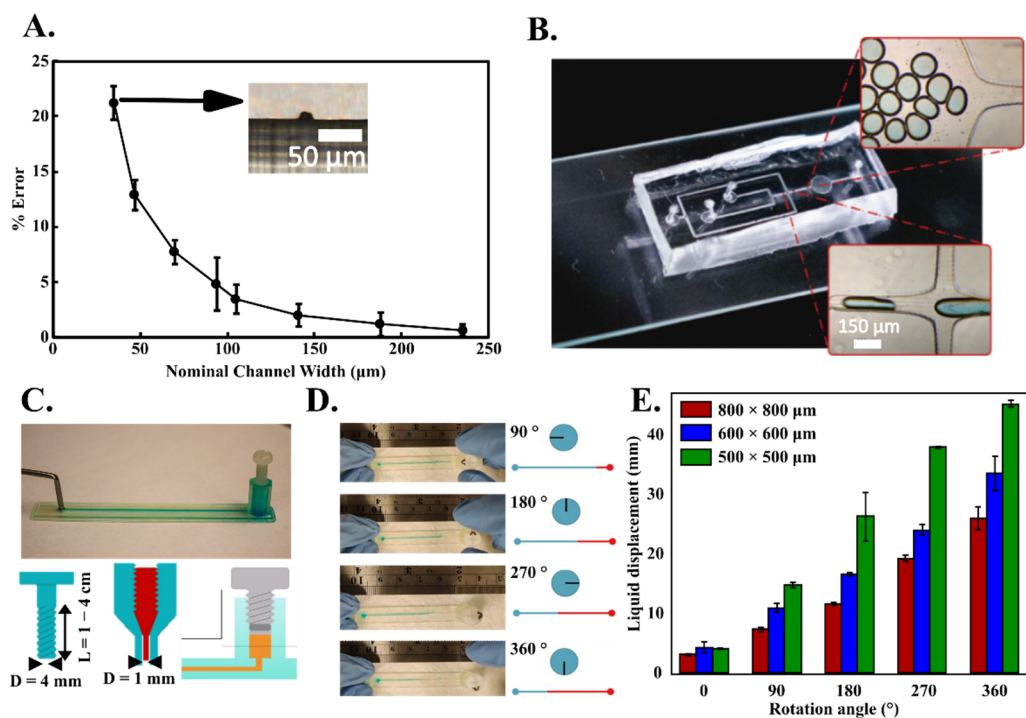 A.
25
20
15
10
5
0
% Error
50 µm
0
50
100
150
200
250
Nominal Channel Width (µm)
B.
150 µm
C.
L = 1 – 4 cm
D = 4 mm
D = 1 mm
D.
90 °
180 °
270 °
360 °
E.
800 × 800 µm
600 × 600 µm
500 × 500 µm
40
30
20
10
0
Liquid displacement (mm)
0
90
180
270
360
Rotation angle (°)